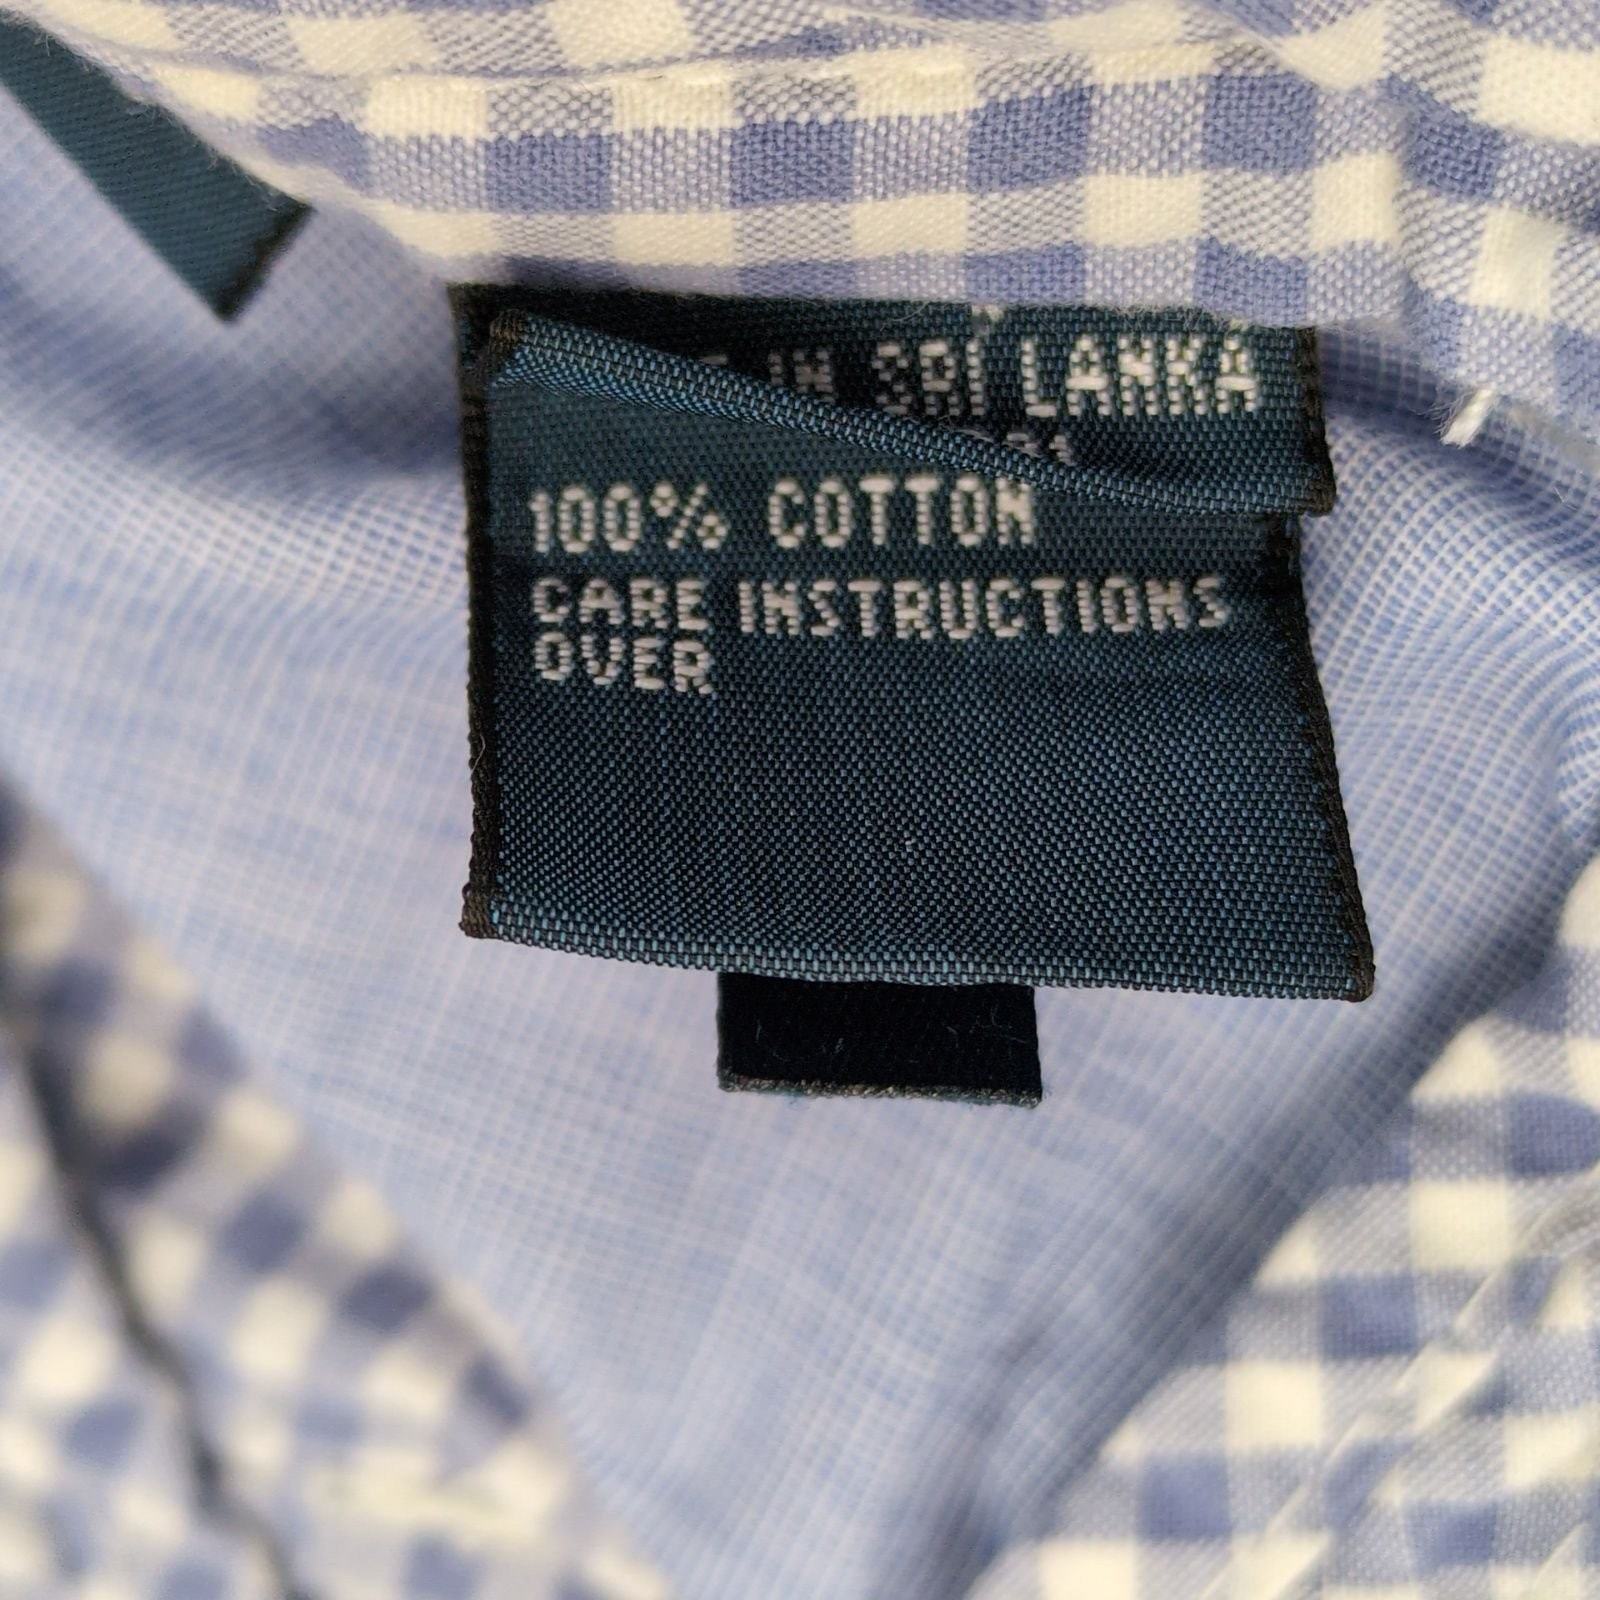 IN SRI LANKA
100% COTTON
CARE INSTRUCTIONS
OVER